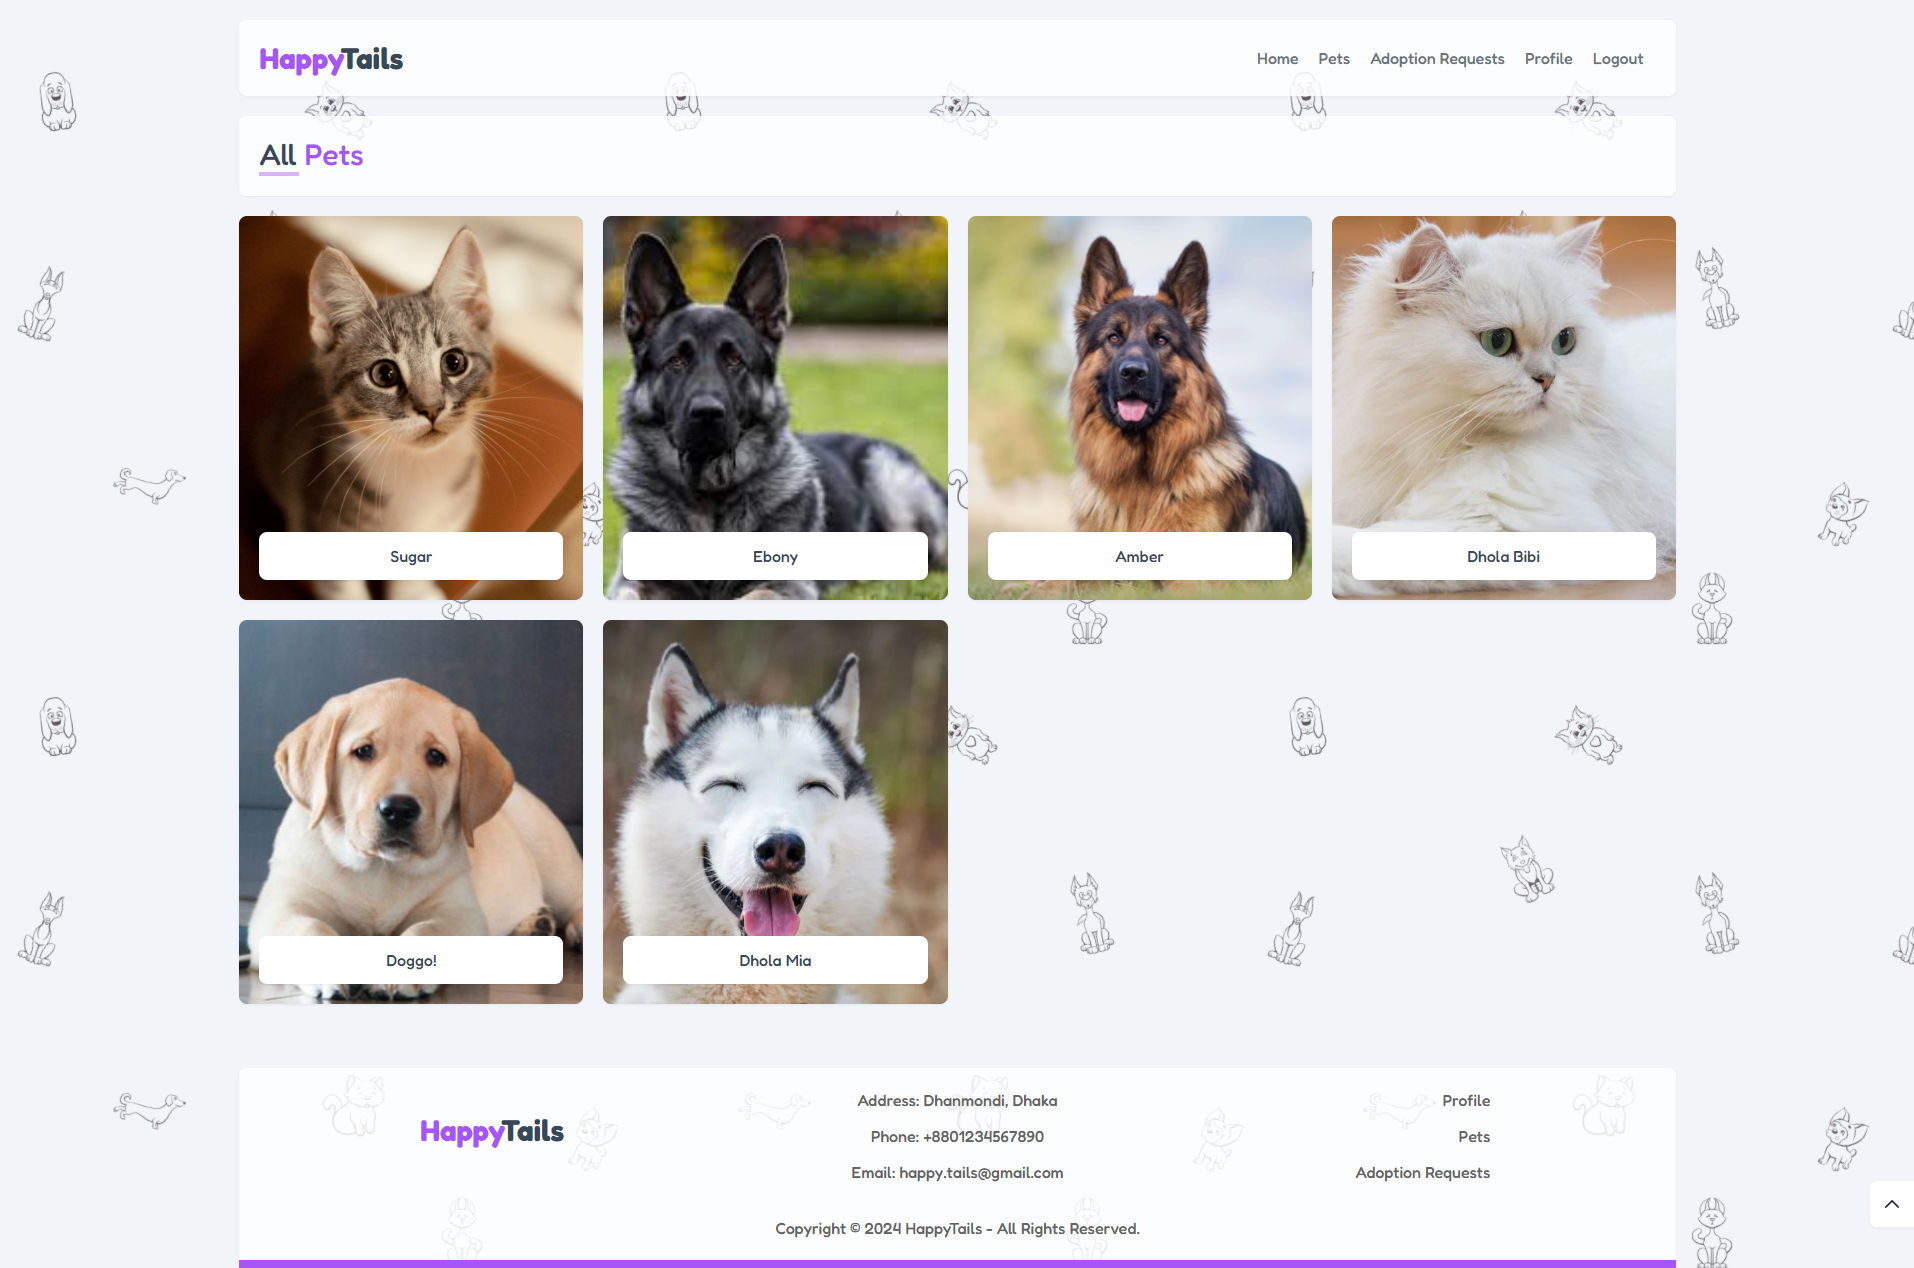 HappyTails
Home Pets Adoption Requests Profile Logout
All Pets
Sugar
Ebony
Amber
Dhola Bibi
Doggo!
Dhola Mia
HappyTails
Address: Dhanmondi, Dhaka
Phone: +8801234567890
Email: happy.tails@gmail.com
Profile
Pets
Adoption Requests
Copyright © 2024 HappyTails - All Rights Reserved.